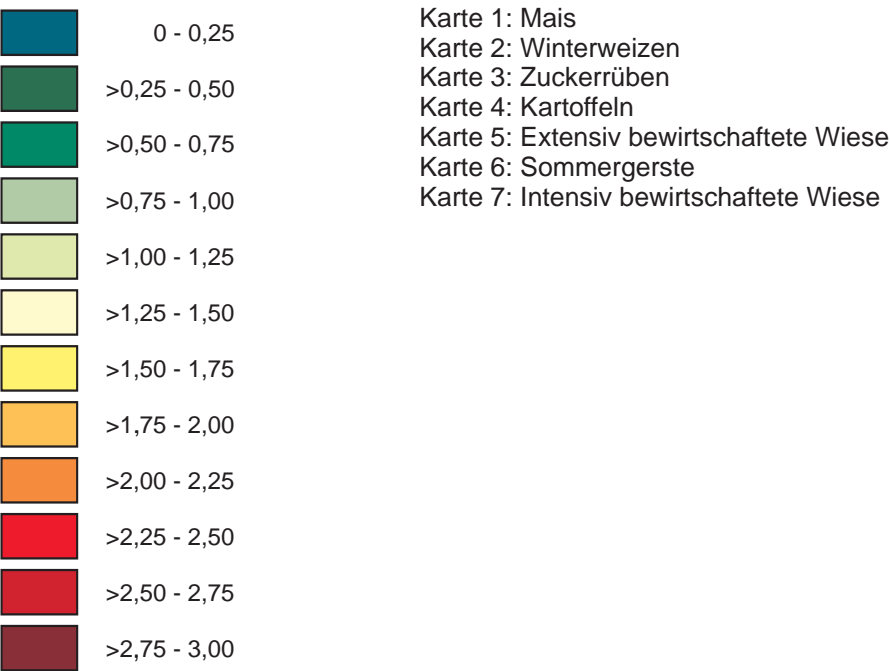 0 - 0,25
>0,25 - 0,50
>0,50 - 0,75
>0,75 - 1,00
>1,00 - 1,25
>1,25 - 1,50
>1,50 - 1,75
>1,75 - 2,00
>2,00 - 2,25
>2,25 - 2,50
>2,50 - 2,75
>2,75 - 3,00
Karte 1: Mais
Karte 2: Winterweizen
Karte 3: Zuckerrüben
Karte 4: Kartoffeln
Karte 5: Extensiv bewirtschaftete Wiese
Karte 6: Sommergerste
Karte 7: Intensiv bewirtschaftete Wiese